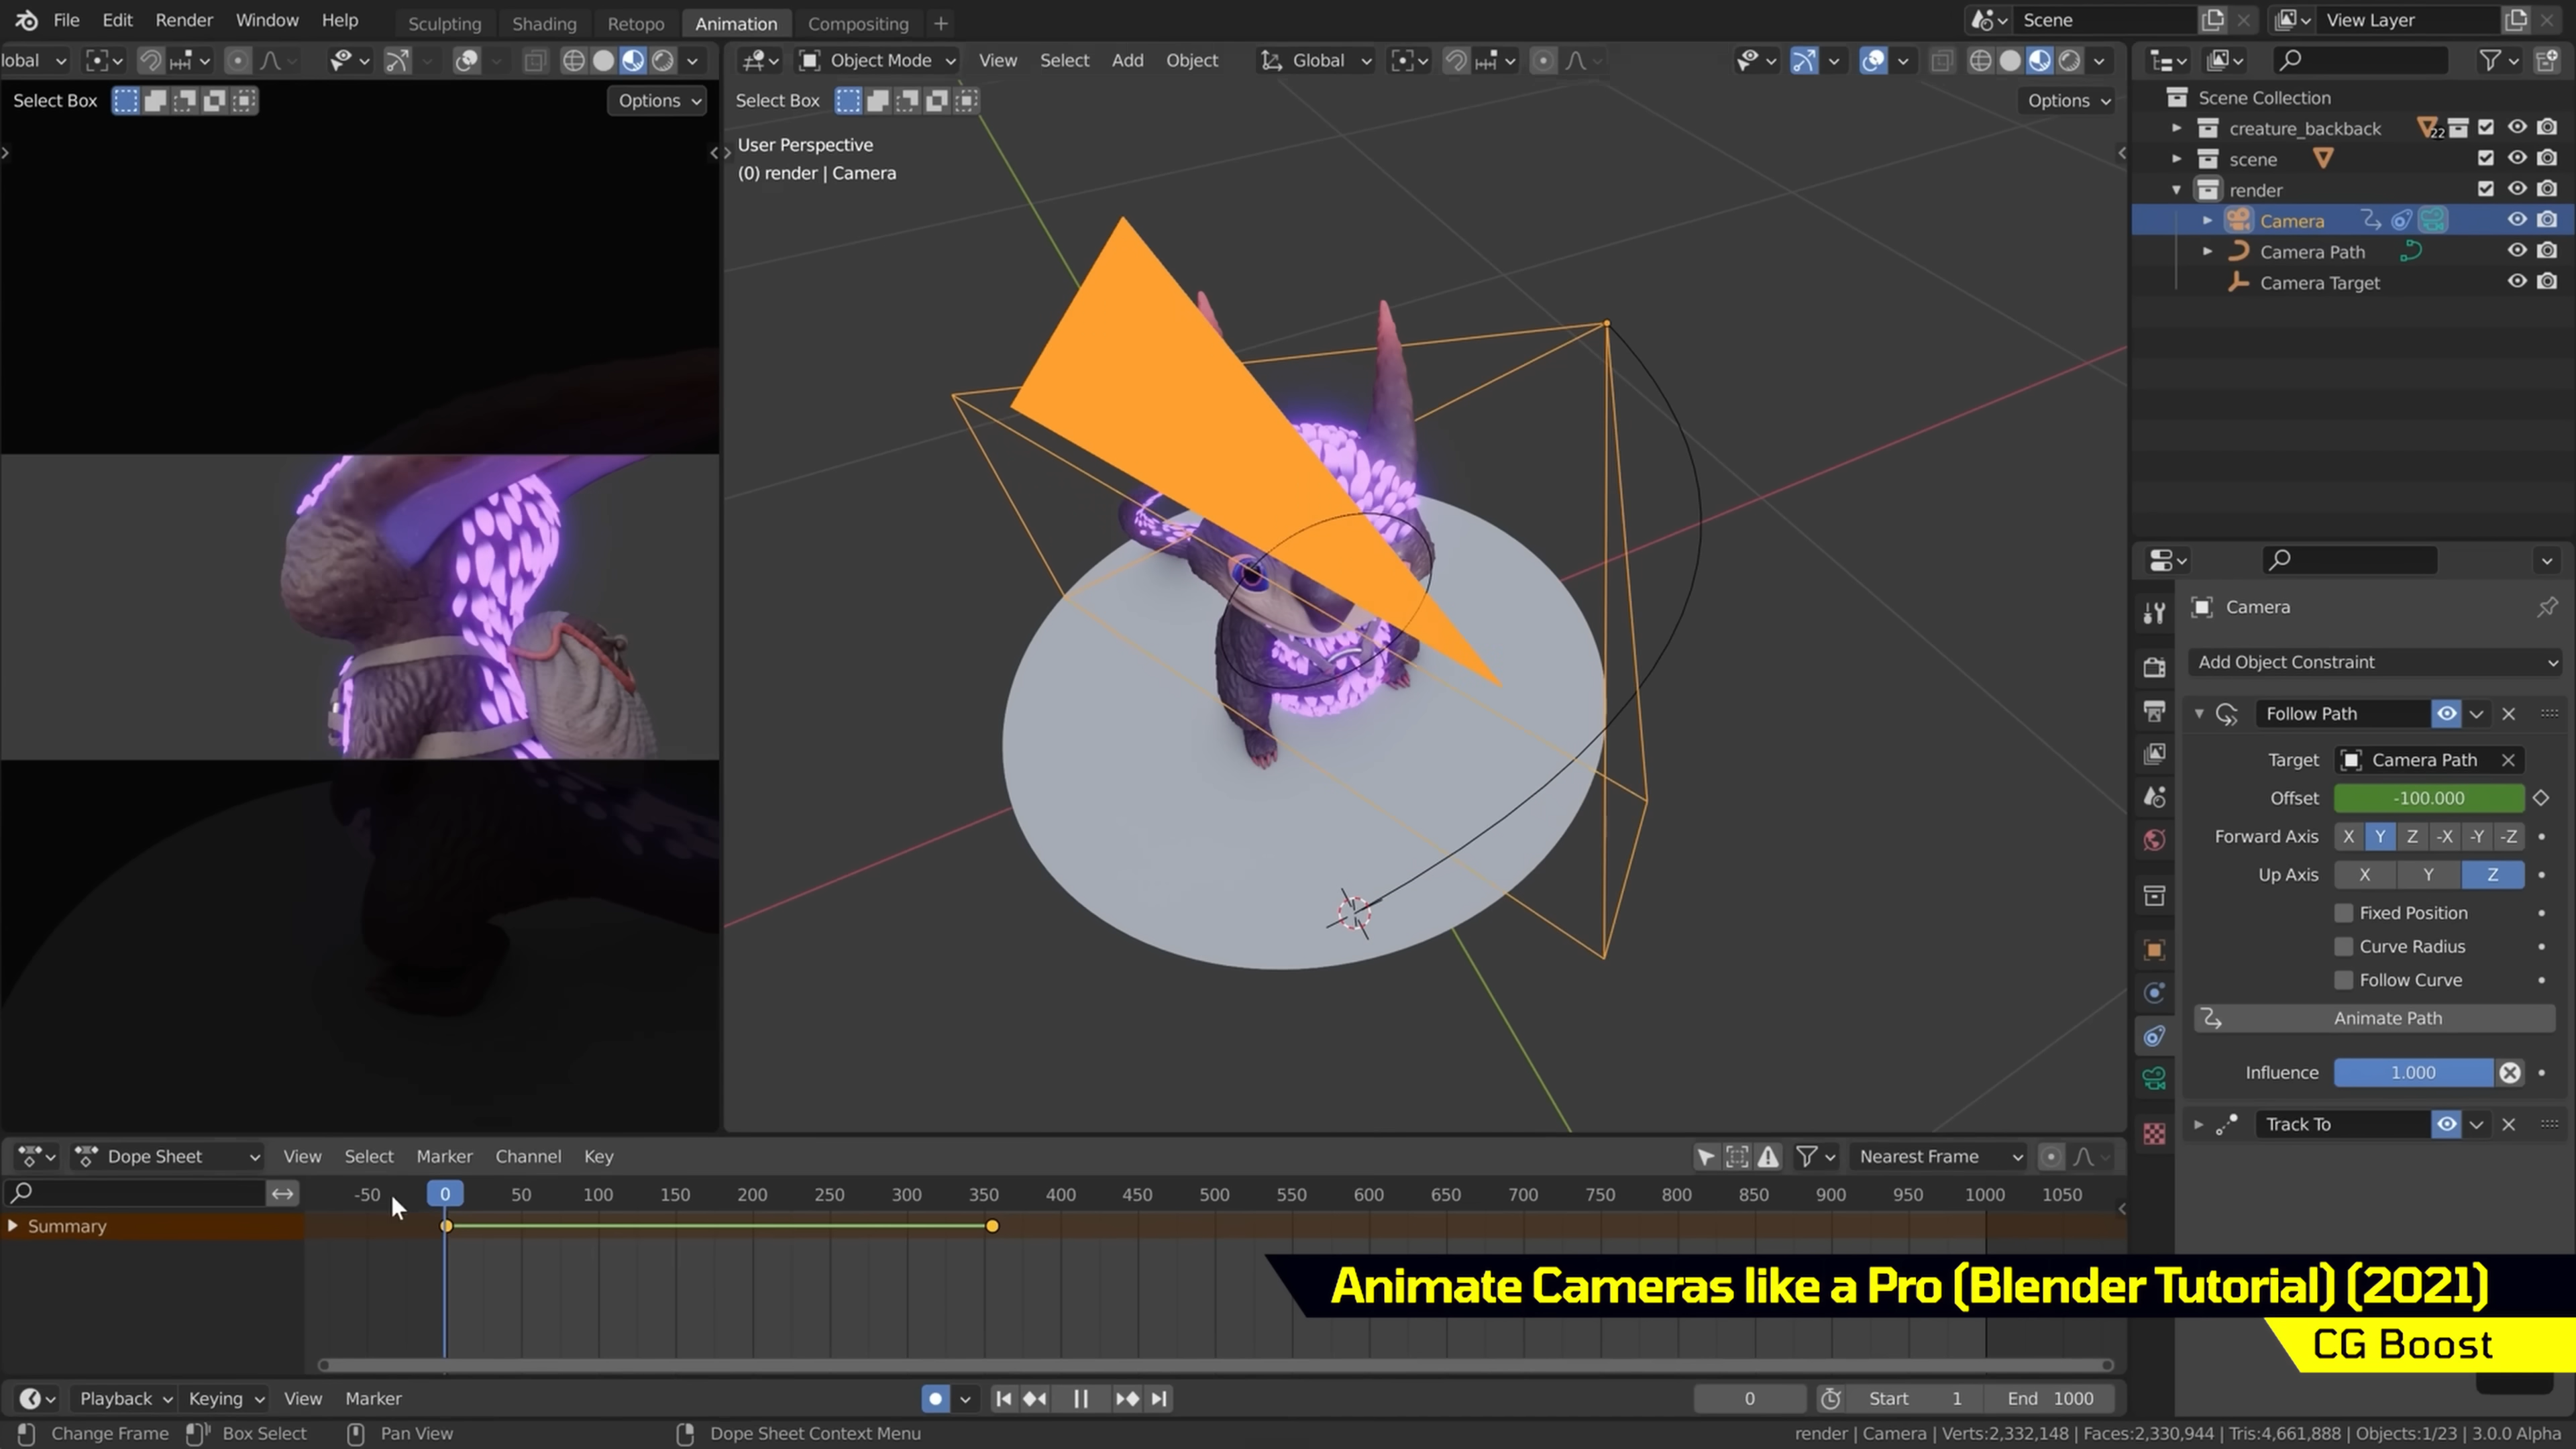 File Edit Render Window Help Sculpting Shading Retopo Animation Compositing + Scene View Layer
lobal Object Mode View Select Add Object Global
Select Box Options Select Box Options
User Perspective
(0) render | Camera
Scene Collection
creature_backback 22
scene
render
Camera
Camera Path
Camera Target
Camera
Add Object Constraint
Follow Path
Target Camera Path
Offset -100.000
Forward Axis X Y Z -X -Y -Z
Up Axis X Y Z
Fixed Position
Curve Radius
Follow Curve
Animate Path
Influence 1.000
Track To
Dope Sheet View Select Marker Channel Key Nearest Frame
-50 0 50 100 150 200 250 300 350 400 450 500 550 600 650 700 750 800 850 900 950 1000 1050
Summary
Animate Cameras like a Pro (Blender Tutorial) (2021)
CG Boost
Playback Keying View Marker 0 Start 1 End 1000
Change Frame Box Select Pan View Dope Sheet Context Menu render | Camera | Verts:2,332,148 | Faces:2,330,944 | Tris:4,661,888 | Objects:1/23 | 3.0.0 Alpha